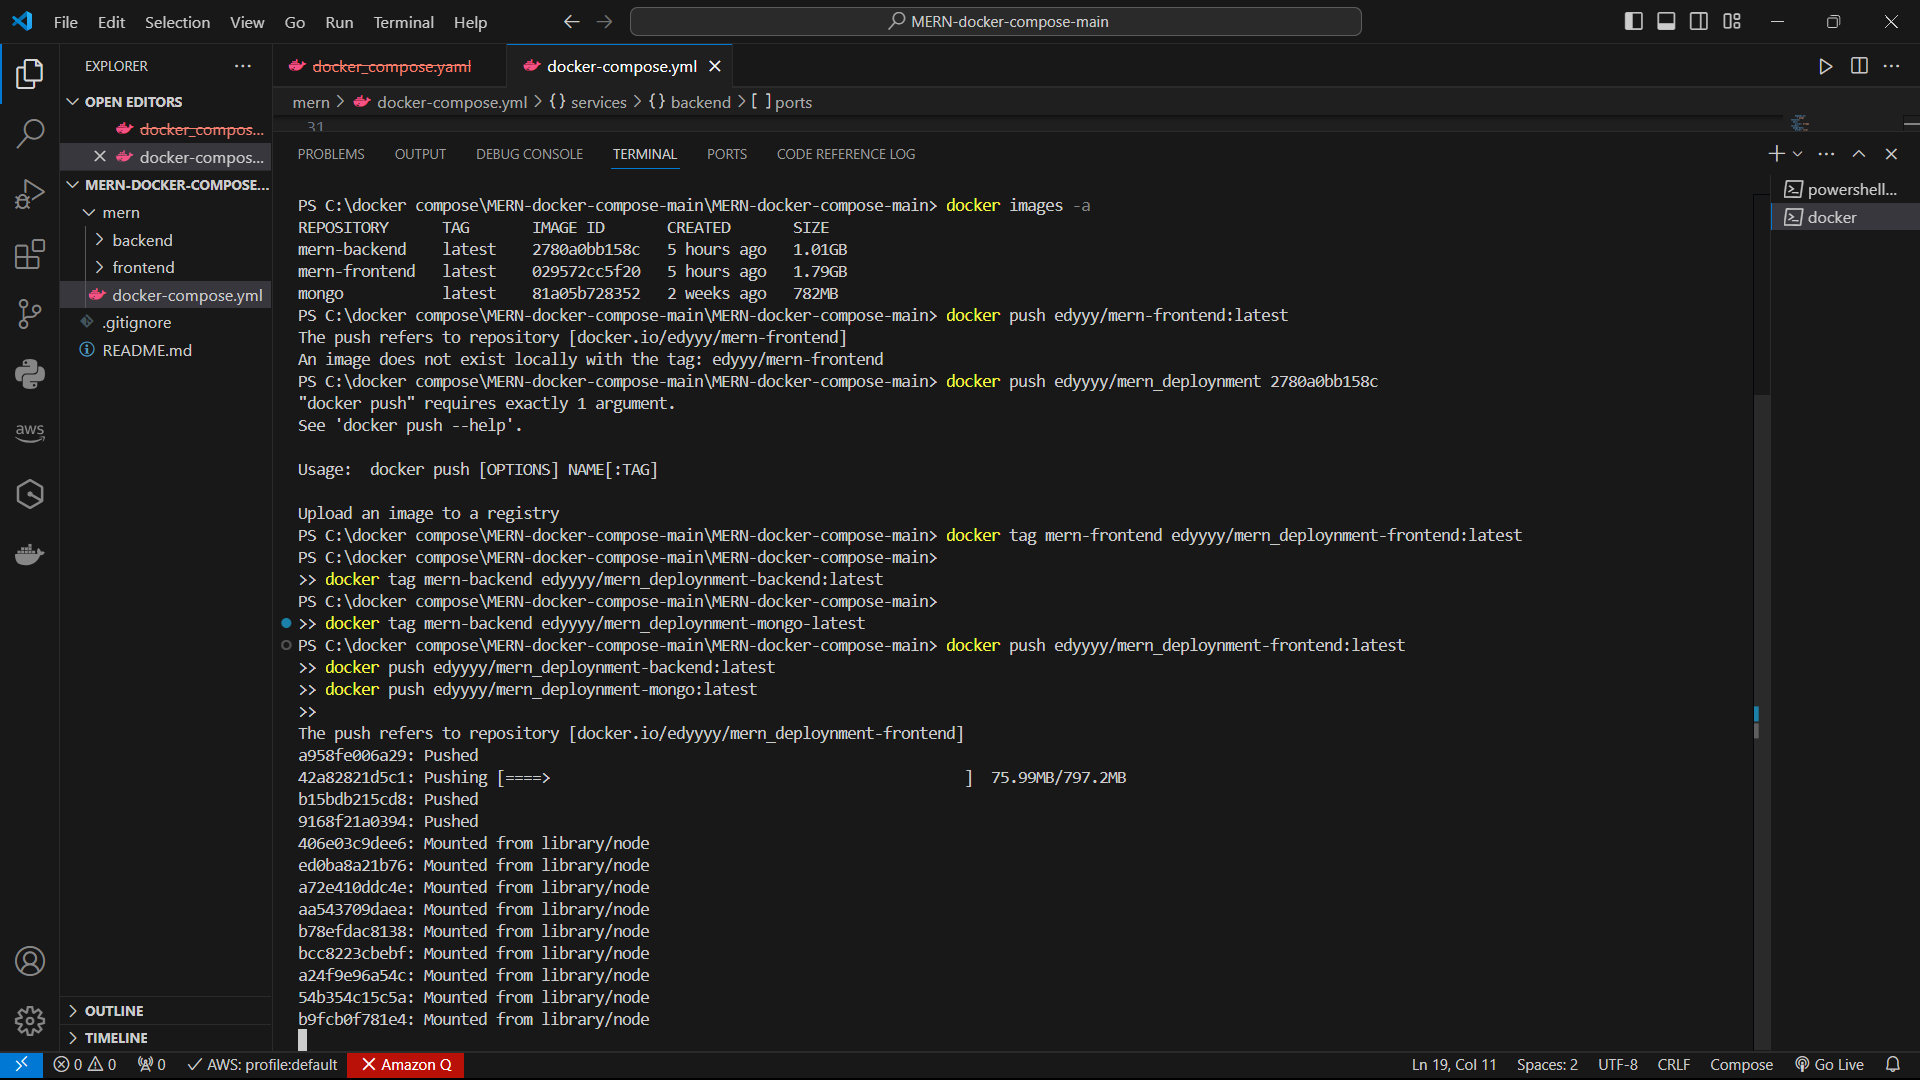 File Edit Selection View Go Run Terminal Help
MERN-docker-compose-main
EXPLORER
OPEN EDITORS
docker_compos...
docker-compos...
MERN-DOCKER-COMPOSE...
mern
backend
frontend
docker-compose.yml
.gitignore
README.md
aws
OUTLINE
TIMELINE
docker_compose.yaml
docker-compose.yml
mern > docker-compose.yml > {} services > {} backend > [ ] ports
31
PROBLEMS OUTPUT DEBUG CONSOLE TERMINAL PORTS CODE REFERENCE LOG
powershell...
docker
PS C:\docker compose\MERN-docker-compose-main\MERN-docker-compose-main> docker images -a
REPOSITORY TAG IMAGE ID CREATED SIZE
mern-backend latest 2780a0bb158c 5 hours ago 1.01GB
mern-frontend latest 029572cc5f20 5 hours ago 1.79GB
mongo latest 81a05b728352 2 weeks ago 782MB
PS C:\docker compose\MERN-docker-compose-main\MERN-docker-compose-main> docker push edyyy/mern-frontend:latest
The push refers to repository [docker.io/edyyy/mern-frontend]
An image does not exist locally with the tag: edyyy/mern-frontend
PS C:\docker compose\MERN-docker-compose-main\MERN-docker-compose-main> docker push edyyyy/mern_deploynment 2780a0bb158c
"docker push" requires exactly 1 argument.
See 'docker push --help'.
Usage: docker push [OPTIONS] NAME[:TAG]
Upload an image to a registry
PS C:\docker compose\MERN-docker-compose-main\MERN-docker-compose-main> docker tag mern-frontend edyyyy/mern_deploynment-frontend:latest
PS C:\docker compose\MERN-docker-compose-main\MERN-docker-compose-main>
>> docker tag mern-backend edyyyy/mern_deploynment-backend:latest
PS C:\docker compose\MERN-docker-compose-main\MERN-docker-compose-main>
>> docker tag mern-backend edyyyy/mern_deploynment-mongo-latest
PS C:\docker compose\MERN-docker-compose-main\MERN-docker-compose-main> docker push edyyyy/mern_deploynment-frontend:latest
>> docker push edyyyy/mern_deploynment-backend:latest
>> docker push edyyyy/mern_deploynment-mongo:latest
>>
The push refers to repository [docker.io/edyyyy/mern_deploynment-frontend]
a958fe006a29: Pushed
42a82821d5c1: Pushing [====> ] 75.99MB/797.2MB
b15bdb215cd8: Pushed
9168f21a0394: Pushed
406e03c9dee6: Mounted from library/node
ed0ba8a21b76: Mounted from library/node
a72e410ddc4e: Mounted from library/node
aa543709daea: Mounted from library/node
b78efdac8138: Mounted from library/node
bcc8223cbebf: Mounted from library/node
a24f9e96a54c: Mounted from library/node
54b354c15c5a: Mounted from library/node
b9fcb0f781e4: Mounted from library/node
0 0 0 AWS: profile:default Amazon Q Ln 19, Col 11 Spaces: 2 UTF-8 CRLF Compose Go Live